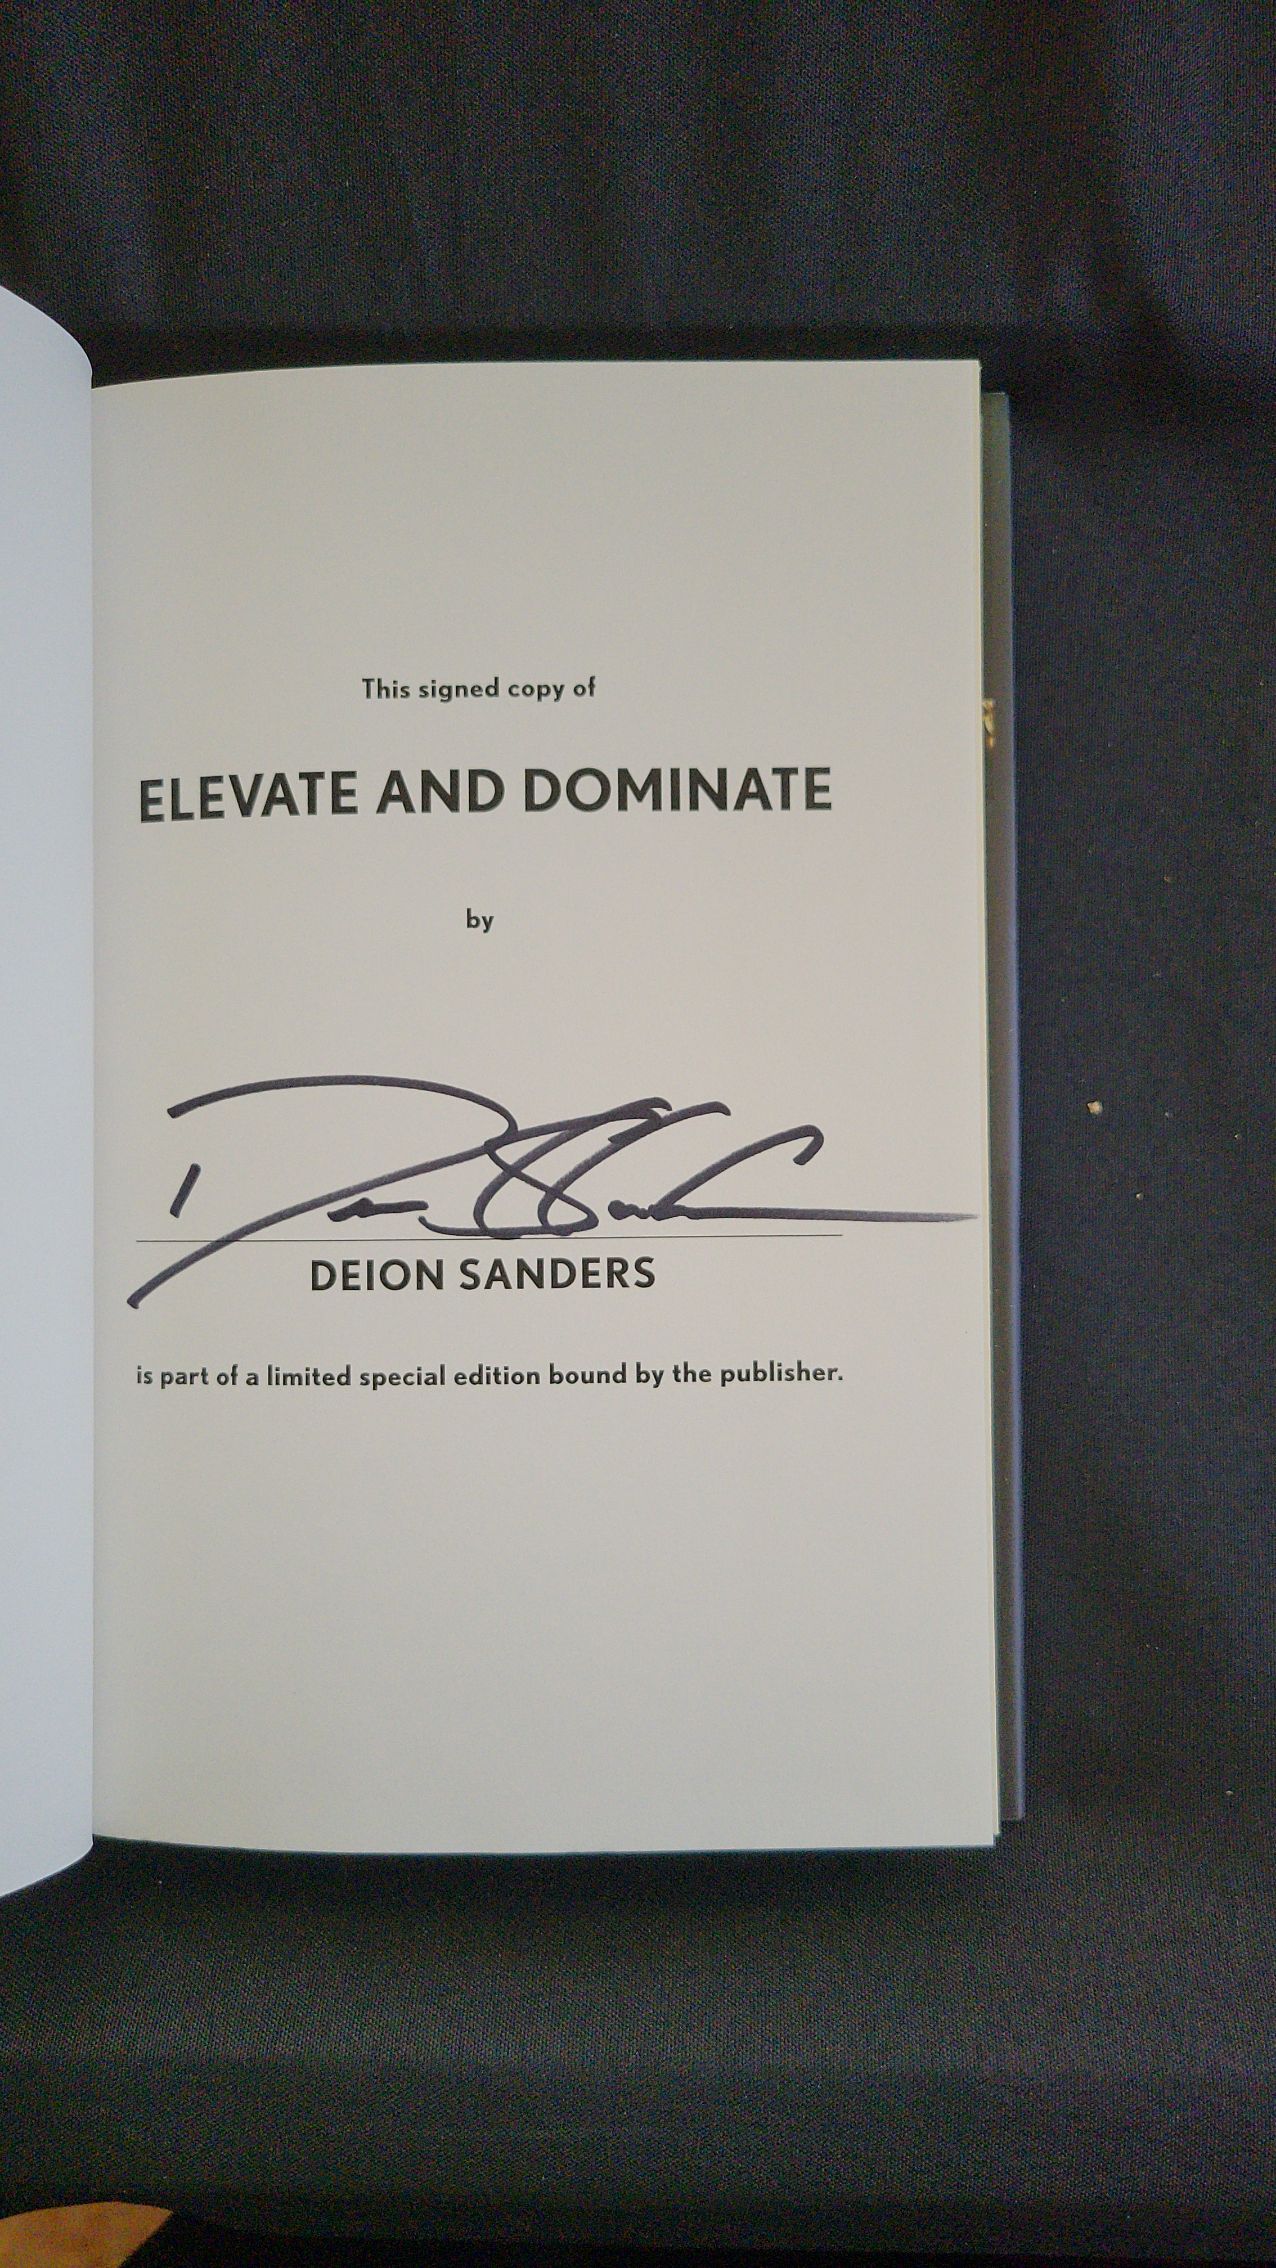 This signed copy of
ELEVATE AND DOMINATE
by
DEION SANDERS
is part of a limited special edition bound by the publisher.